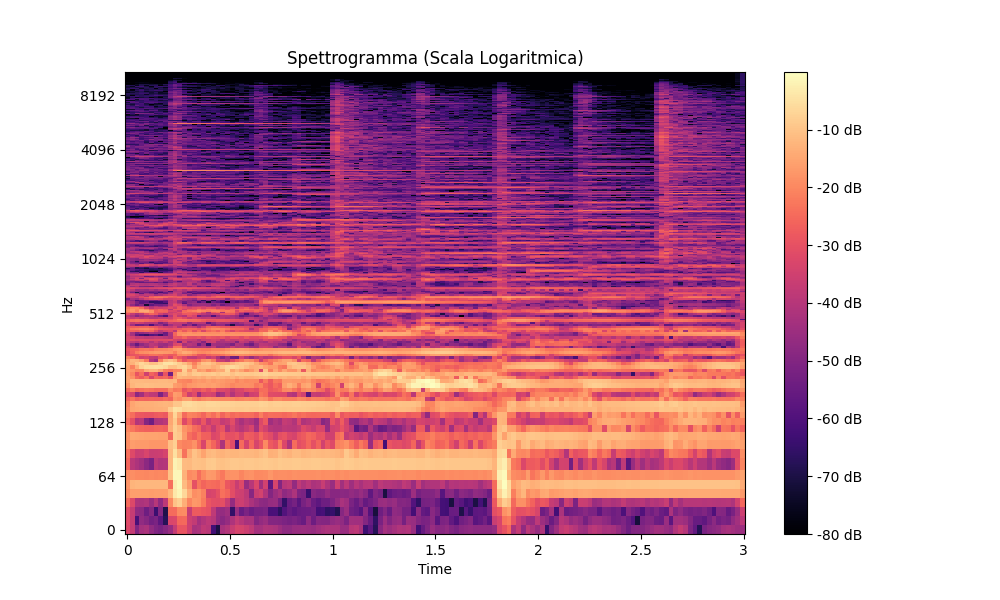 Spettrogramma (Scala Logaritmica)
8192
4096
2048
1024
512
256
128
64
0
Hz
0
0.5
1
1.5
2
2.5
3
Time
-10 dB
-20 dB
-30 dB
-40 dB
-50 dB
-60 dB
-70 dB
-80 dB